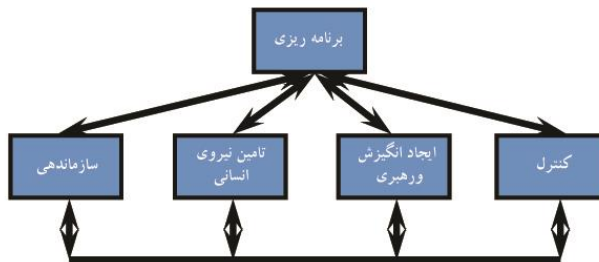 برنامه ریزی
کنترل
ایجاد انگیزش
ورهبری
تامین نیروی
انسانی
سازماندهی